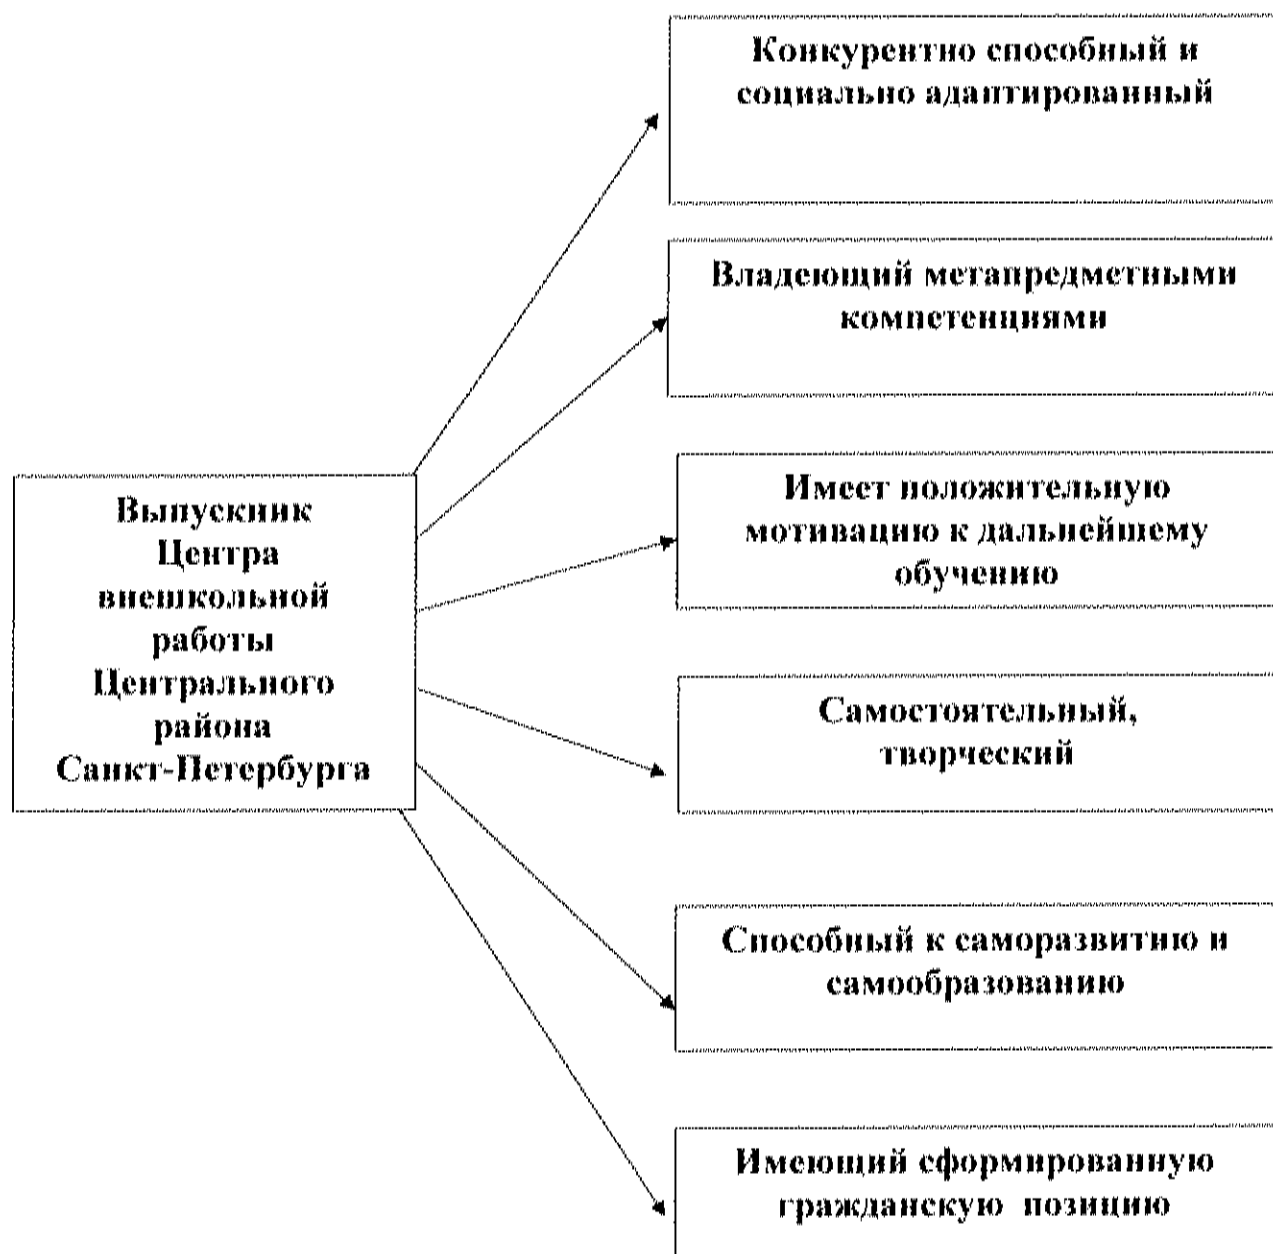 Конкурентно способный и
социально адаптированный
Владеющий метапредметными
компетенциями
Имеет положительную
мотивацию к дальнейшему
обучению
Выпускник
Центра
внешкольной
работы
Центрального
района
Санкт-Петербурга
Самостоятельный,
творческий
Способный к саморазвитию и
самообразованию
Имеющий сформированную
гражданскую позицию